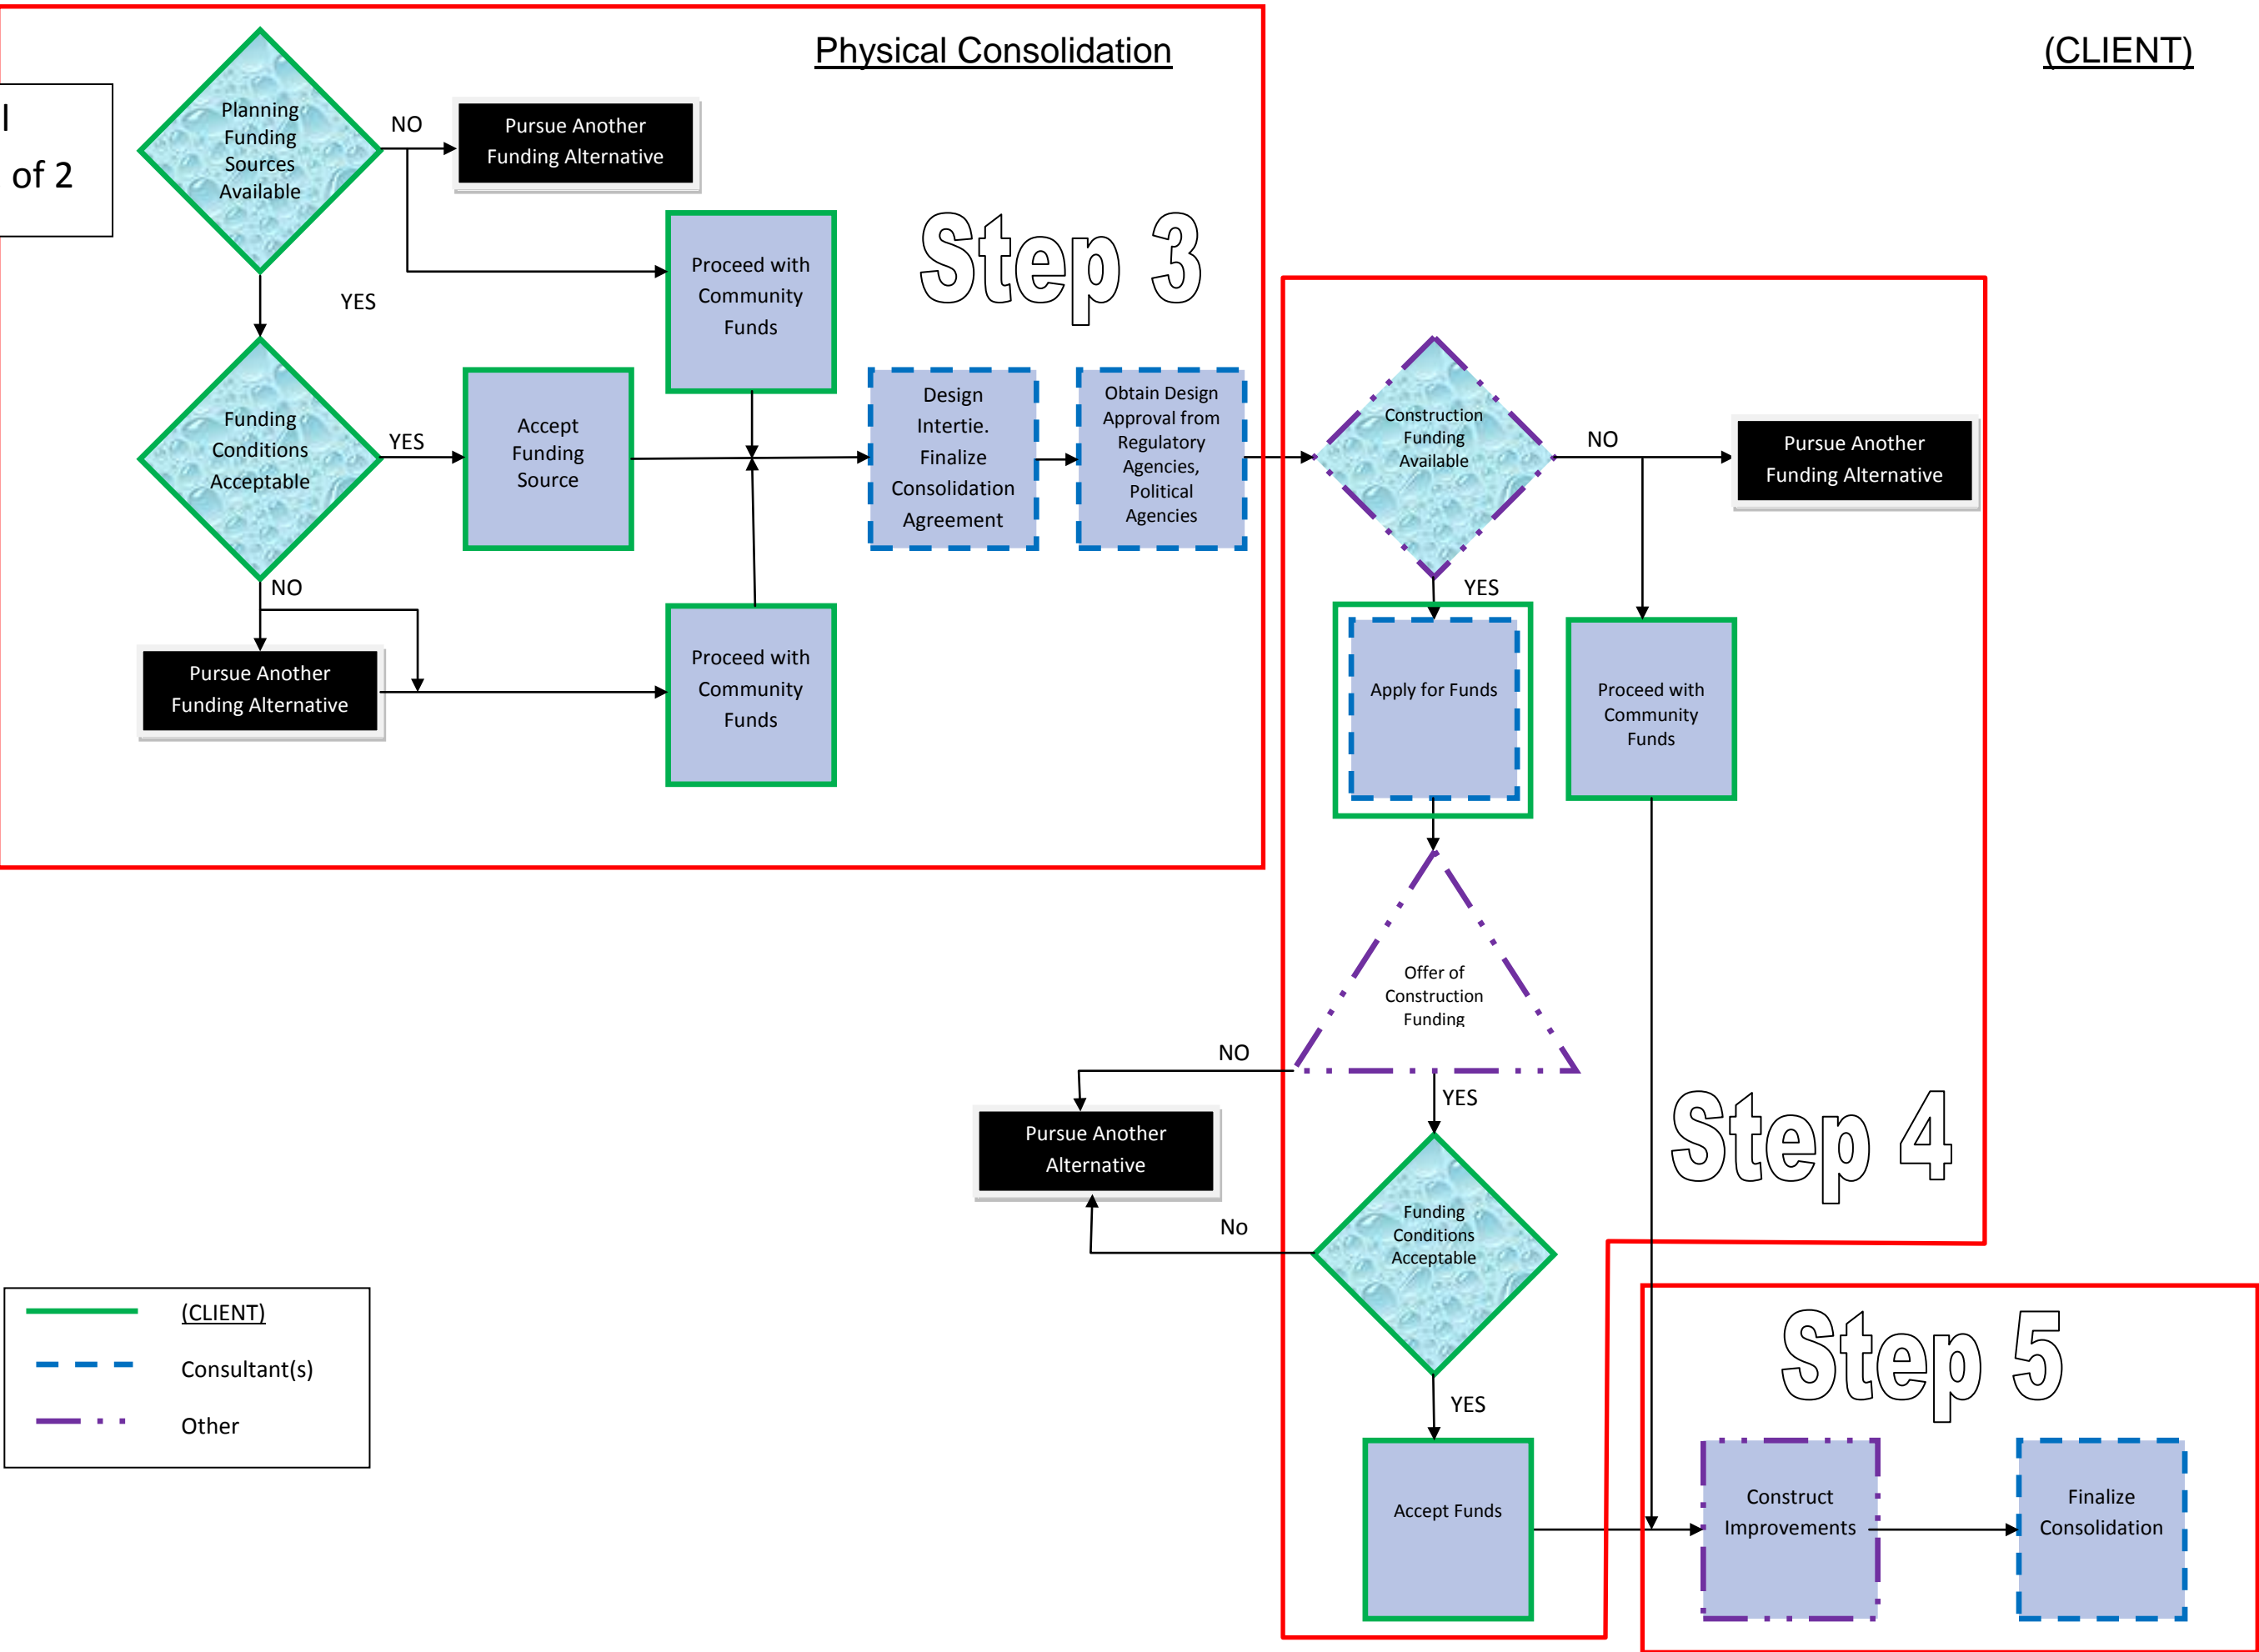 Physical Consolidation
(CLIENT)
l
of 2
Planning
Funding
Sources
Available
NO
Pursue Another
Funding Alternative
YES
Proceed with
Community
Funds
Step 3
Funding
Conditions
Acceptable
YES
Accept
Funding
Source
Design
Intertie.
Finalize
Consolidation
Agreement
Obtain Design
Approval from
Regulatory
Agencies,
Political
Agencies
NO
Pursue Another
Funding Alternative
Proceed with
Community
Funds
Construction
Funding
Available
NO
Pursue Another
Funding Alternative
YES
Apply for Funds
Proceed with
Community
Funds
Offer of
Construction
Funding
NO
YES
Pursue Another
Alternative
Step 4
No
Funding
Conditions
Acceptable
YES
Accept Funds
Step 5
Construct
Improvements
Finalize
Consolidation
(CLIENT)
Consultant(s)
Other